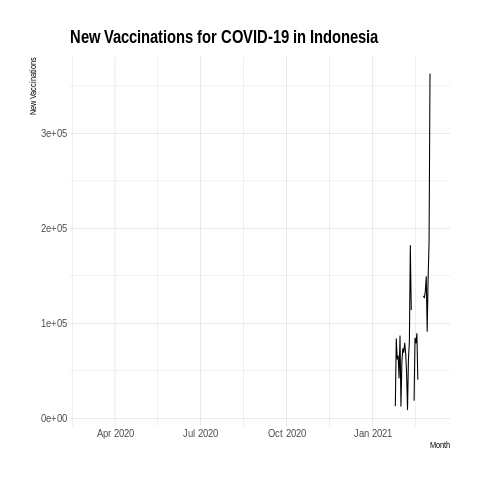 New Vaccinations for COVID-19 in Indonesia
New Vaccinations
3e+05
2e+05
1e+05
0e+00
Apr 2020
Jul 2020
Oct 2020
Jan 2021
Month